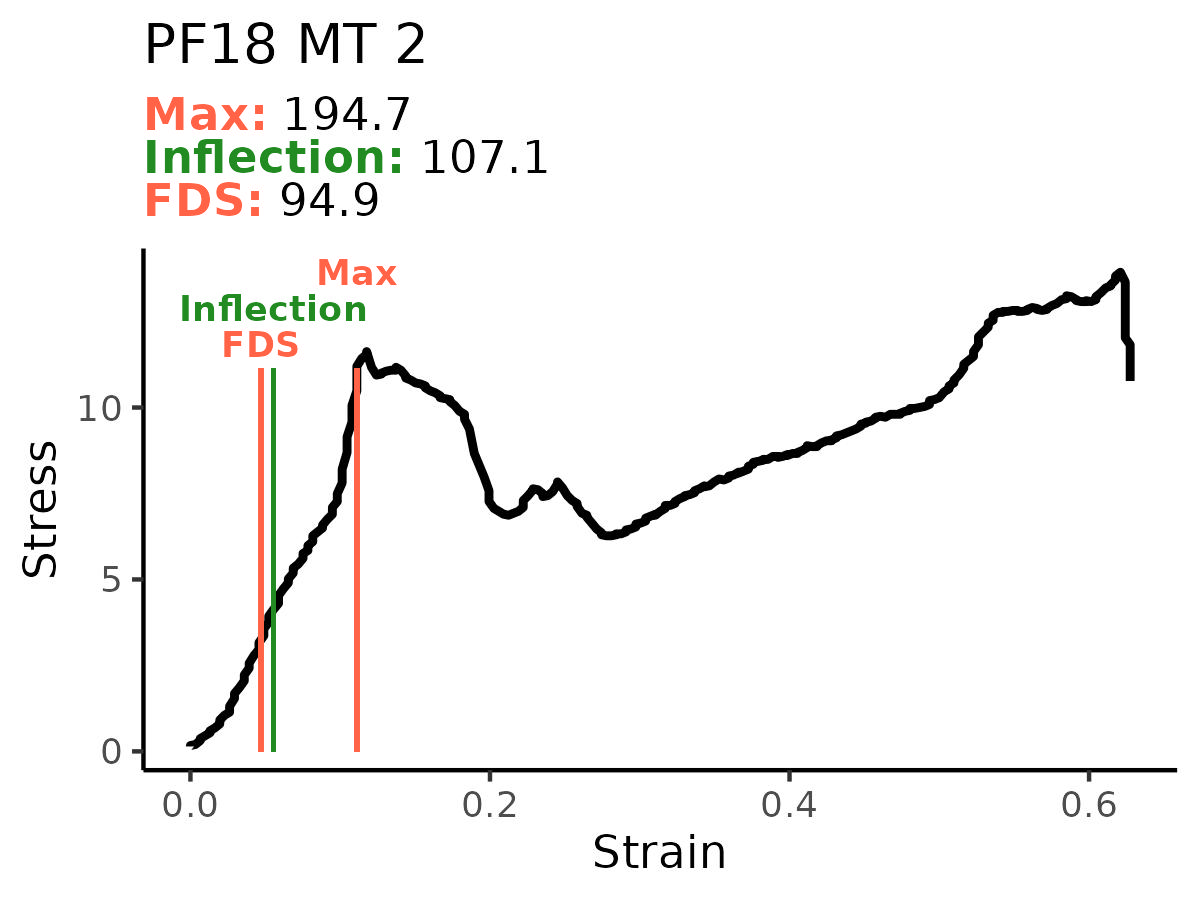 PF18 MT 2
Max: 194.7
Inflection: 107.1
FDS: 94.9
Max
Inflection
FDS
10
5
0
Stress
0.0 0.2 0.4 0.6
Strain